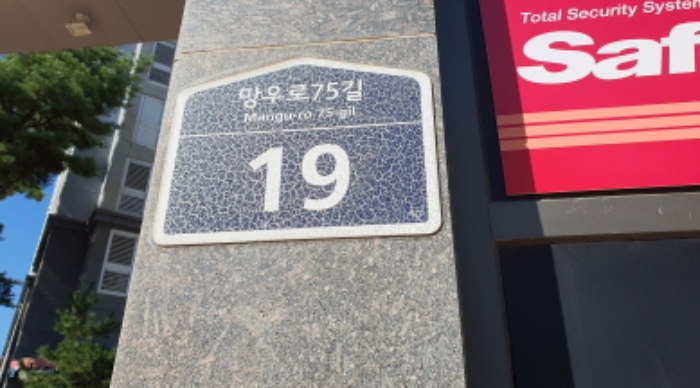 망우로75길
Mangu-ro 75-gil
19
Total Security System
Saf